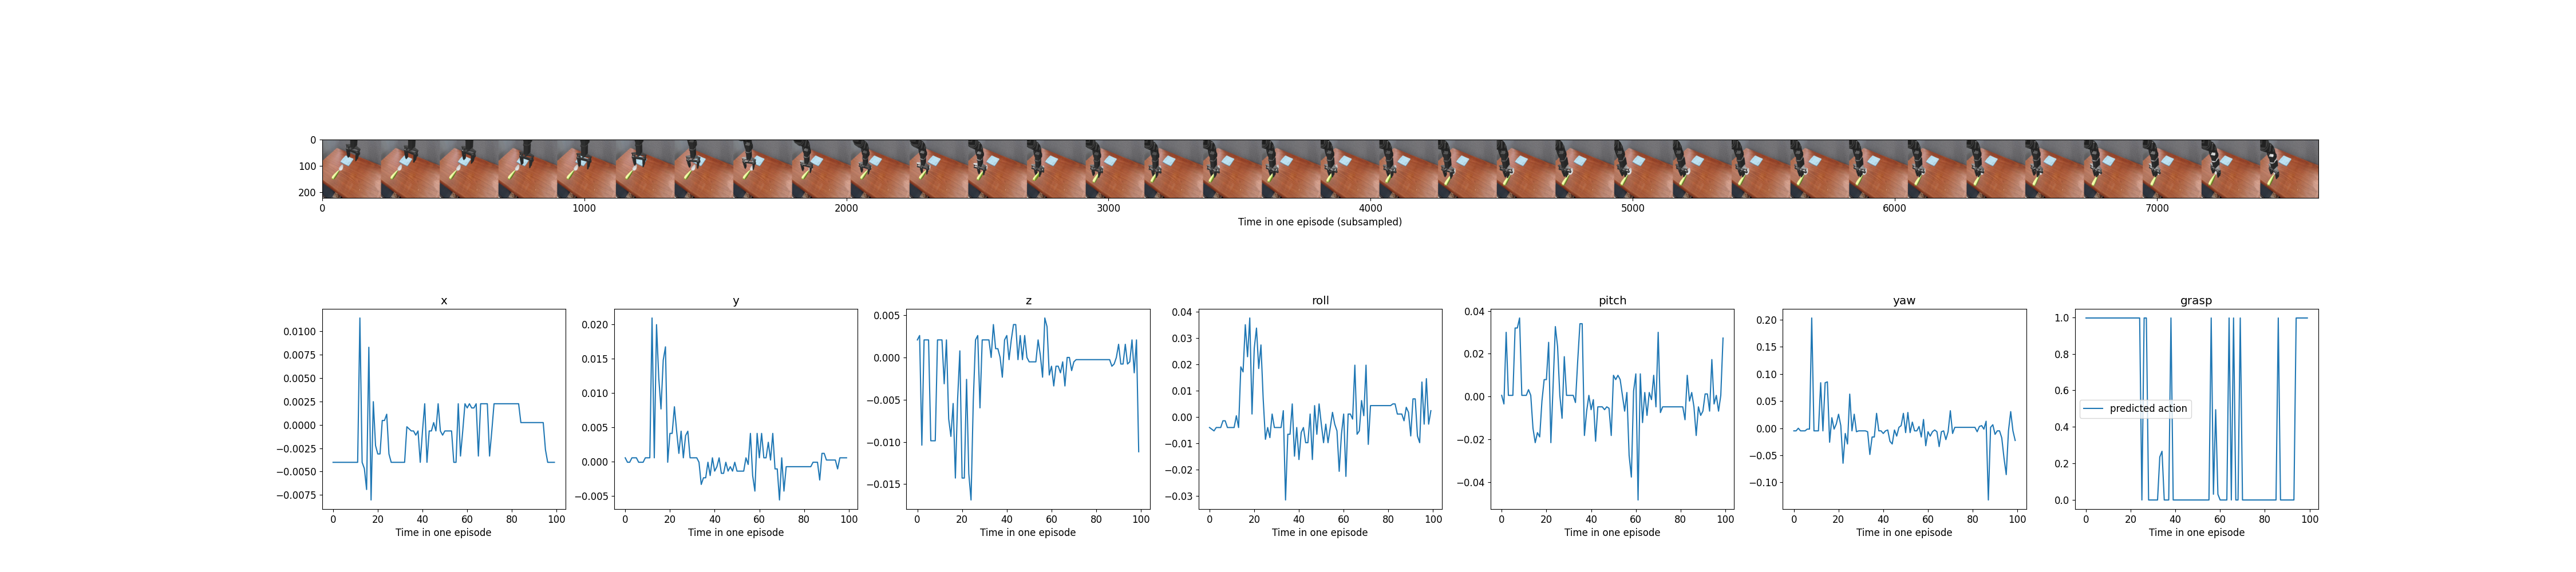 0
100
200
0 1000 2000 3000 4000 5000 6000 7000
Time in one episode (subsampled)
x
0.0100
0.0075
0.0050
0.0025
0.0000
−0.0025
−0.0050
−0.0075
0 20 40 60 80 100
Time in one episode
y
0.020
0.015
0.010
0.005
0.000
−0.005
0 20 40 60 80 100
Time in one episode
z
0.005
0.000
−0.005
−0.010
−0.015
0 20 40 60 80 100
Time in one episode
roll
0.04
0.03
0.02
0.01
0.00
−0.01
−0.02
−0.03
0 20 40 60 80 100
Time in one episode
pitch
0.04
0.02
0.00
−0.02
−0.04
0 20 40 60 80 100
Time in one episode
yaw
0.20
0.15
0.10
0.05
0.00
−0.05
−0.10
0 20 40 60 80 100
Time in one episode
grasp
1.0
0.8
0.6
0.4
0.2
0.0
predicted action
0 20 40 60 80 100
Time in one episode